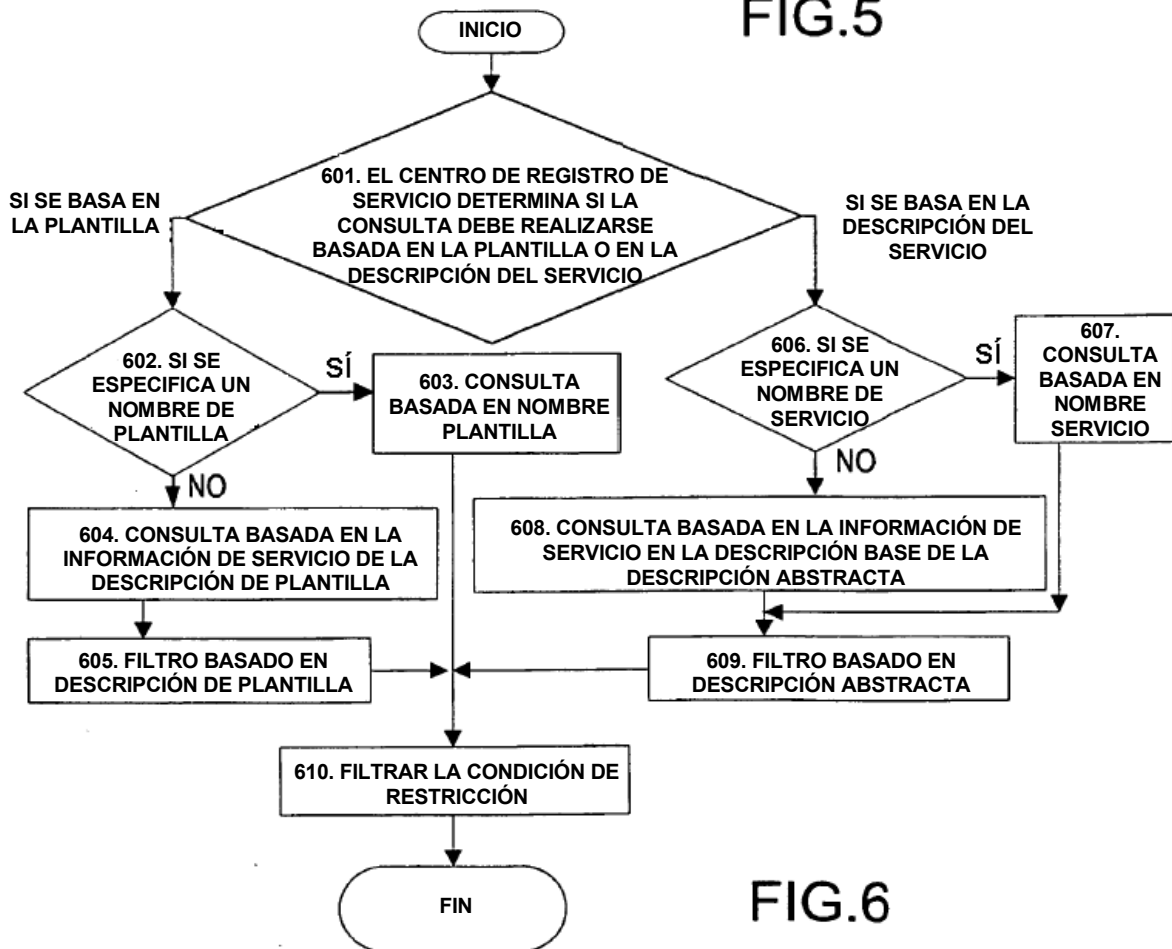 FIG.5
INICIO
601. EL CENTRO DE REGISTRO DE
SERVICIO DETERMINA SI LA
CONSULTA DEBE REALIZARSE
BASADA EN LA PLANTILLA O EN LA
DESCRIPCIÓN DEL SERVICIO
SI SE BASA EN
LA PLANTILLA
SI SE BASA EN LA
DESCRIPCIÓN DEL
SERVICIO
602. SI SE
ESPECIFICA UN
NOMBRE DE
PLANTILLA
SÍ
603. CONSULTA
BASADA EN NOMBRE
PLANTILLA
606. SI SE
ESPECIFICA UN
NOMBRE DE
SERVICIO
SÍ
607.
CONSULTA
BASADA EN
NOMBRE
SERVICIO
NO
NO
604. CONSULTA BASADA EN LA
INFORMACIÓN DE SERVICIO DE LA
DESCRIPCIÓN DE PLANTILLA
608. CONSULTA BASADA EN LA INFORMACIÓN DE
SERVICIO EN LA DESCRIPCIÓN BASE DE LA
DESCRIPCIÓN ABSTRACTA
605. FILTRO BASADO EN
DESCRIPCIÓN DE PLANTILLA
609. FILTRO BASADO EN
DESCRIPCIÓN ABSTRACTA
610. FILTRAR LA CONDICIÓN DE
RESTRICCIÓN
FIN
FIG.6